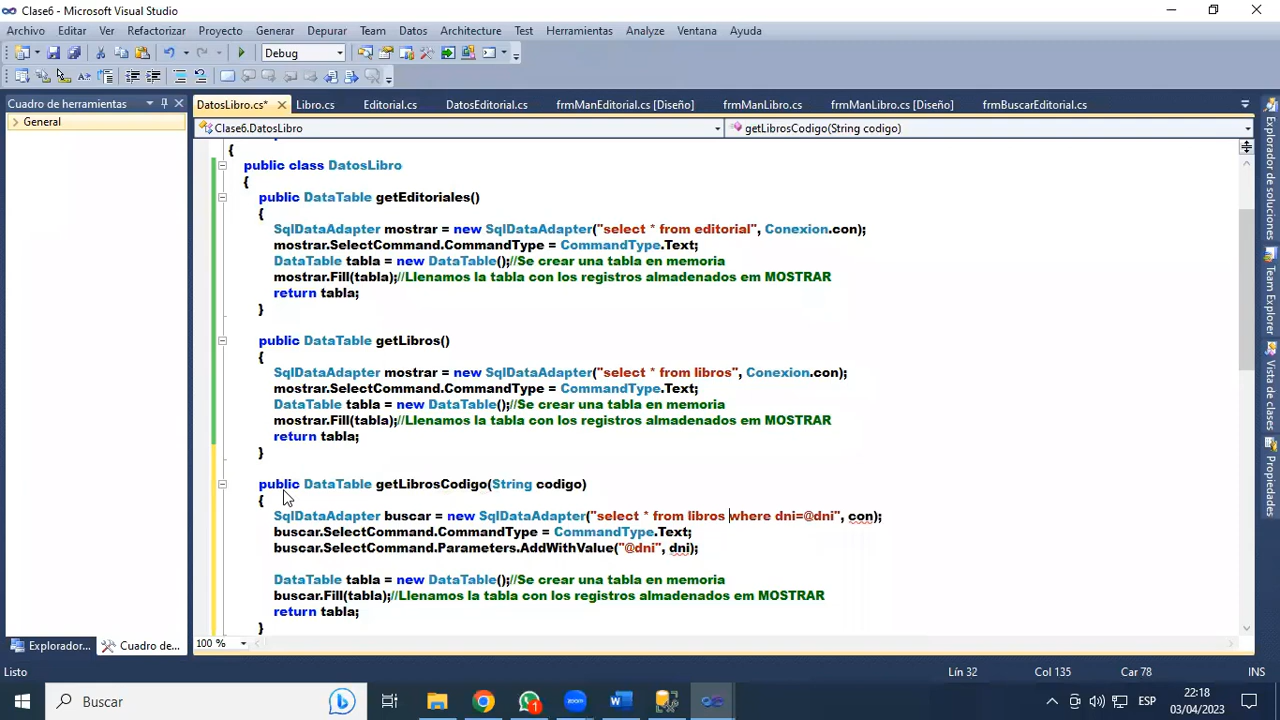 Clase6 - Microsoft Visual Studio
Archivo Editar Ver Refactorizar Proyecto Generar Depurar Team Datos Architecture Test Herramientas Analyze Ventana Ayuda
Debug
Cuadro de herramientas
General
DatosLibro.cs* Libro.cs Editorial.cs DatosEditorial.cs frmManEditorial.cs [Diseño] frmManLibro.cs frmManLibro.cs [Diseño] frmBuscarEditorial.cs
Clase6.DatosLibro getLibrosCodigo(String codigo)
{
public class DatosLibro
{
public DataTable getEditoriales()
{
SqlDataAdapter mostrar = new SqlDataAdapter("select * from editorial", Conexion.con);
mostrar.SelectCommand.CommandType = CommandType.Text;
DataTable tabla = new DataTable();//Se crear una tabla en memoria
mostrar.Fill(tabla);//Llenamos la tabla con los registros almadenados em MOSTRAR
return tabla;
}
public DataTable getLibros()
{
SqlDataAdapter mostrar = new SqlDataAdapter("select * from libros", Conexion.con);
mostrar.SelectCommand.CommandType = CommandType.Text;
DataTable tabla = new DataTable();//Se crear una tabla en memoria
mostrar.Fill(tabla);//Llenamos la tabla con los registros almadenados em MOSTRAR
return tabla;
}
public DataTable getLibrosCodigo(String codigo)
{
SqlDataAdapter buscar = new SqlDataAdapter("select * from libros where dni=@dni", con);
buscar.SelectCommand.CommandType = CommandType.Text;
buscar.SelectCommand.Parameters.AddWithValue("@dni", dni);
DataTable tabla = new DataTable();//Se crear una tabla en memoria
buscar.Fill(tabla);//Llenamos la tabla con los registros almadenados em MOSTRAR
return tabla;
}
100 %
Explorador de soluciones
Team Explorer
Vista de clases
Propiedades
Explorador... Cuadro de...
Listo Lín 32 Col 135 Car 78 INS
Buscar
1
zoom
ESP
22:18
03/04/2023